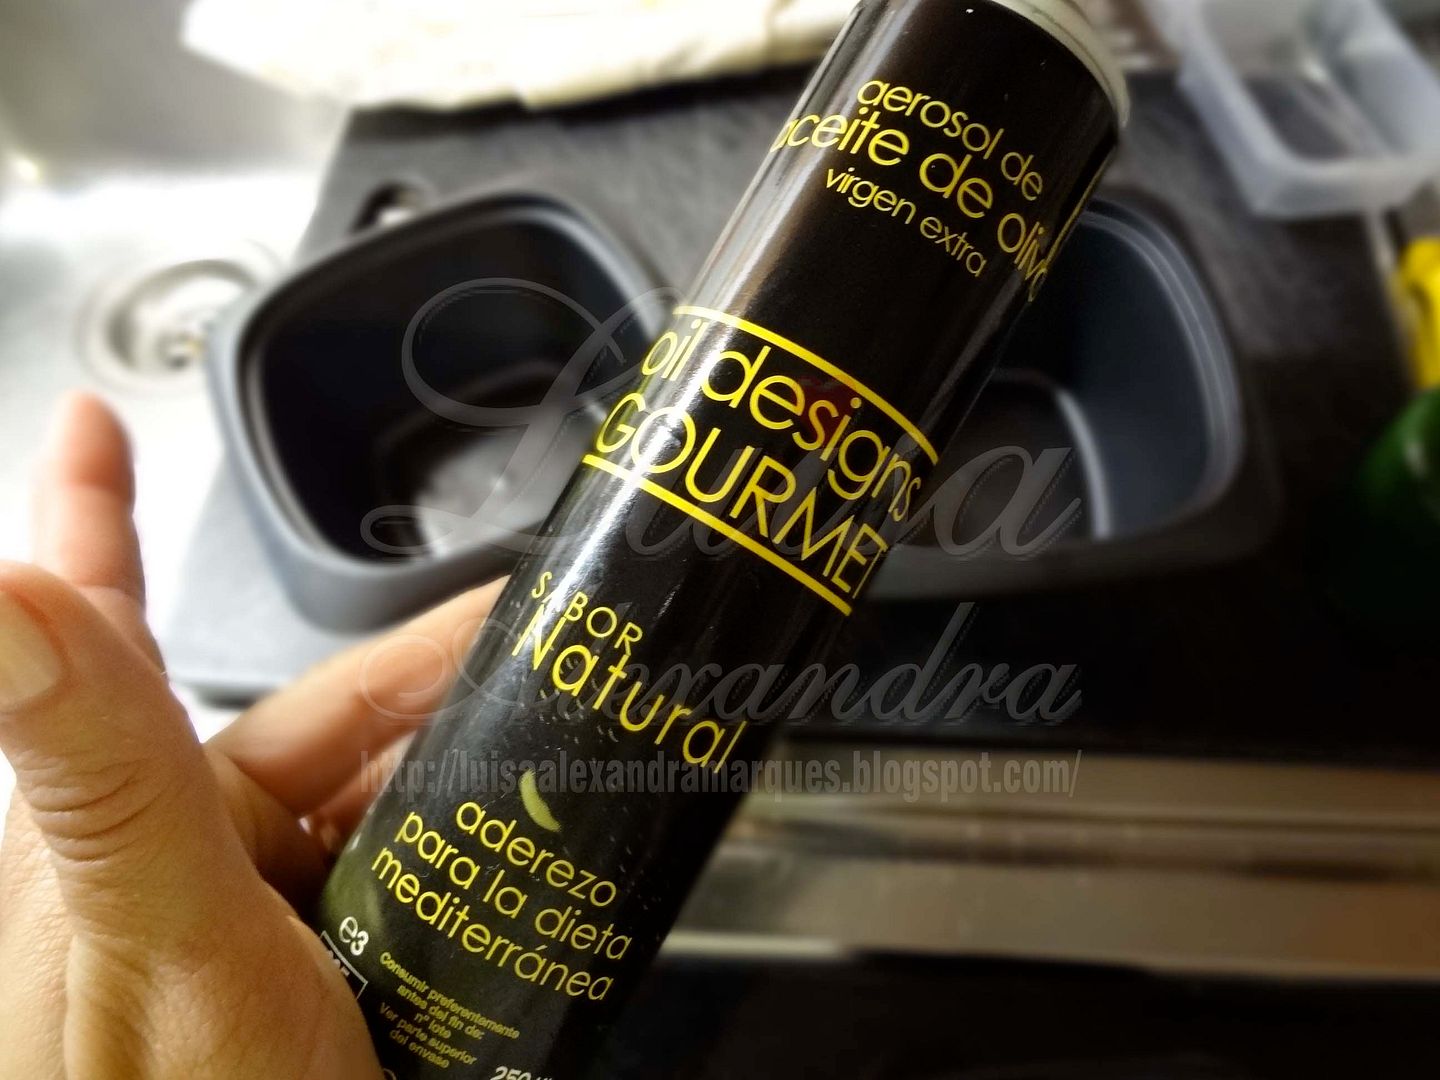 aerosol de
aceite de oliva
virgen extra
oil designs
GOURMET
SABOR
Natural
aderezo
para la dieta
mediterránea
e3
Consumir preferentemente
antes del fin de:
nº lote
Ver parte superior
del envase
Luisa
Alexandra
http://luisaalexandramarques.blogspot.com/